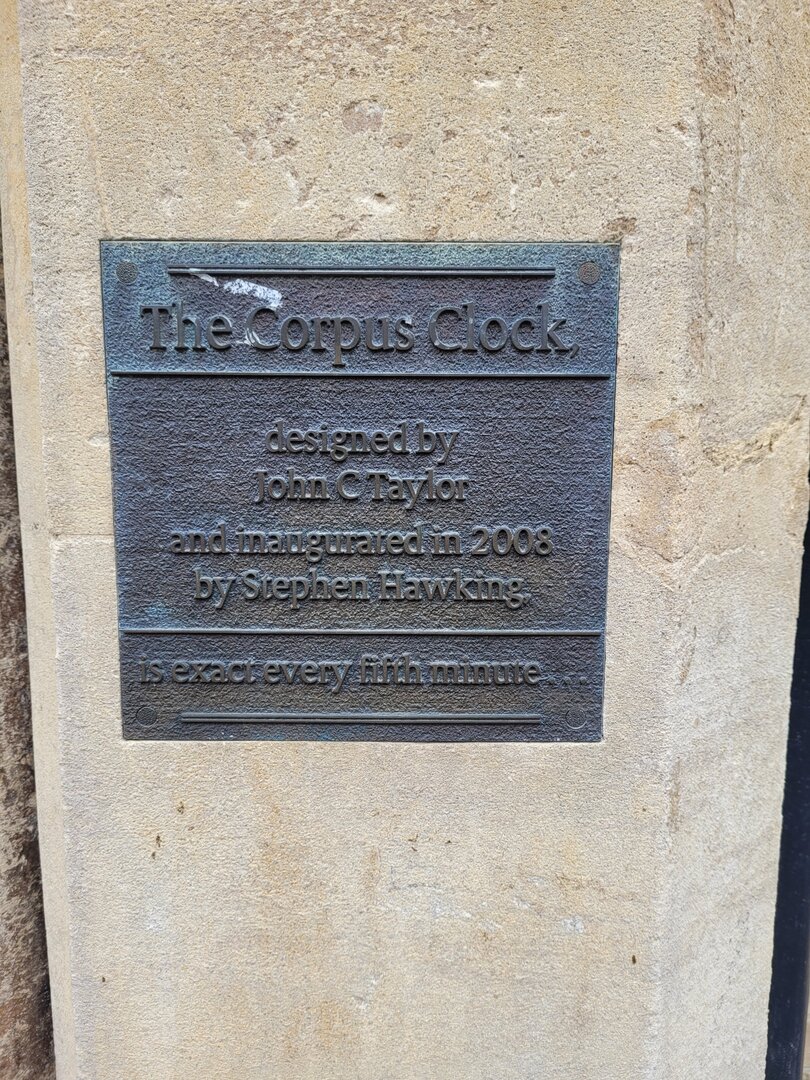 The Corpus Clock,
designed by
John C Taylor
and inaugurated in 2008
by Stephen Hawking,
is exact every fifth minute . . . .